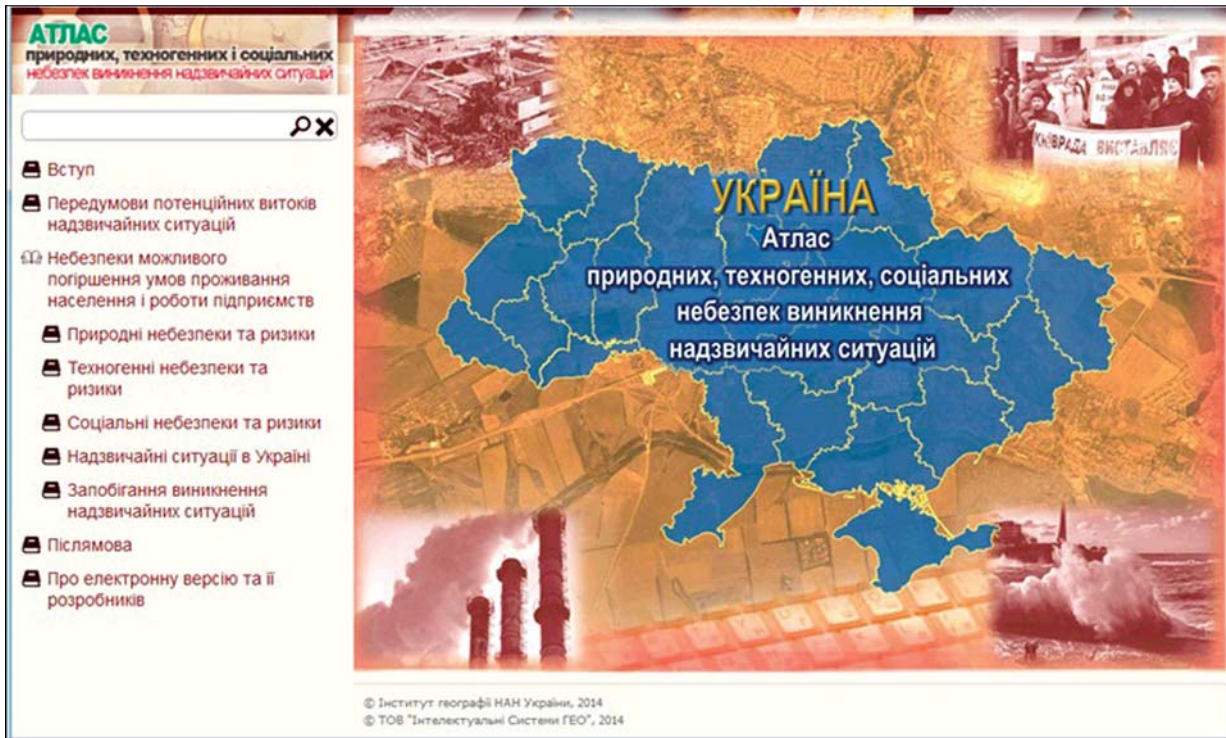 АТЛАС
природних, техногенних і соціальних
небезпек виникнення надзвичайних ситуацій
Вступ
Передумови потенційних витоків
надзвичайних ситуацій
Небезпеки можливого
погіршення умов проживання
населення і роботи підприємств
Природні небезпеки та ризики
Техногенні небезпеки та
ризики
Соціальні небезпеки та ризики
Надзвичайні ситуації в Україні
Запобігання виникнення
надзвичайних ситуацій
Післямова
Про електронну версію та її
розробників
КИЇВРАДА ВИСТАВЛЯЄ
УКРАЇНА
Атлас
природних, техногенних, соціальних
небезпек виникнення
надзвичайних ситуацій
© Інститут географії НАН України, 2014
© ТОВ "Інтелектуальні Системи ГЕО", 2014